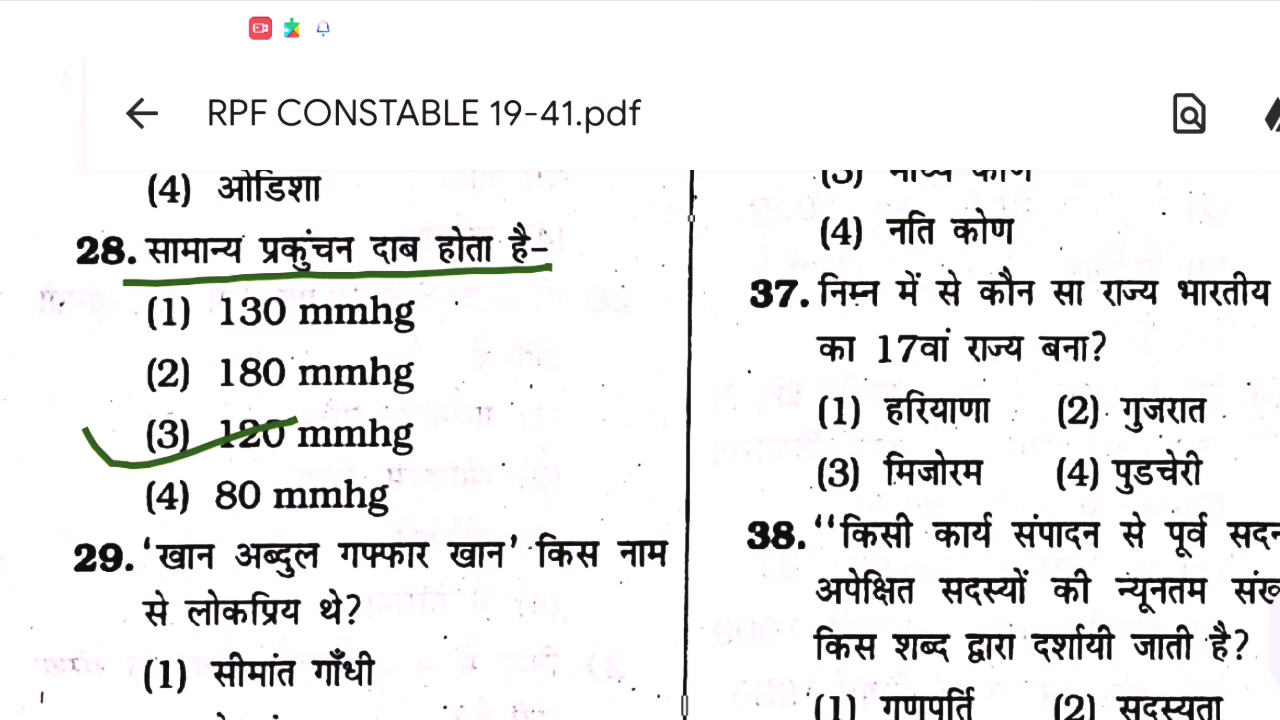 RPF CONSTABLE 19-41.pdf
(4) ओडिशा
28. सामान्य प्रकुंचन दाब होता है–
(1) 130 mmhg
(2) 180 mmhg
(3) 120 mmhg
(4) 80 mmhg
29. ‘खान अब्दुल गफ्फार खान’ किस नाम
से लोकप्रिय थे?
(1) सीमांत गाँधी
(4) नति कोण
37. निम्न में से कौन सा राज्य भारतीय
का 17वां राज्य बना?
(1) हरियाणा (2) गुजरात
(3) मिजोरम (4) पुडचेरी
38. “किसी कार्य संपादन से पूर्व सदन
अपेक्षित सदस्यों की न्यूनतम
किस शब्द द्वारा दर्शायी जाती है?
(1) गणपूर्ति (2) सदस्यता